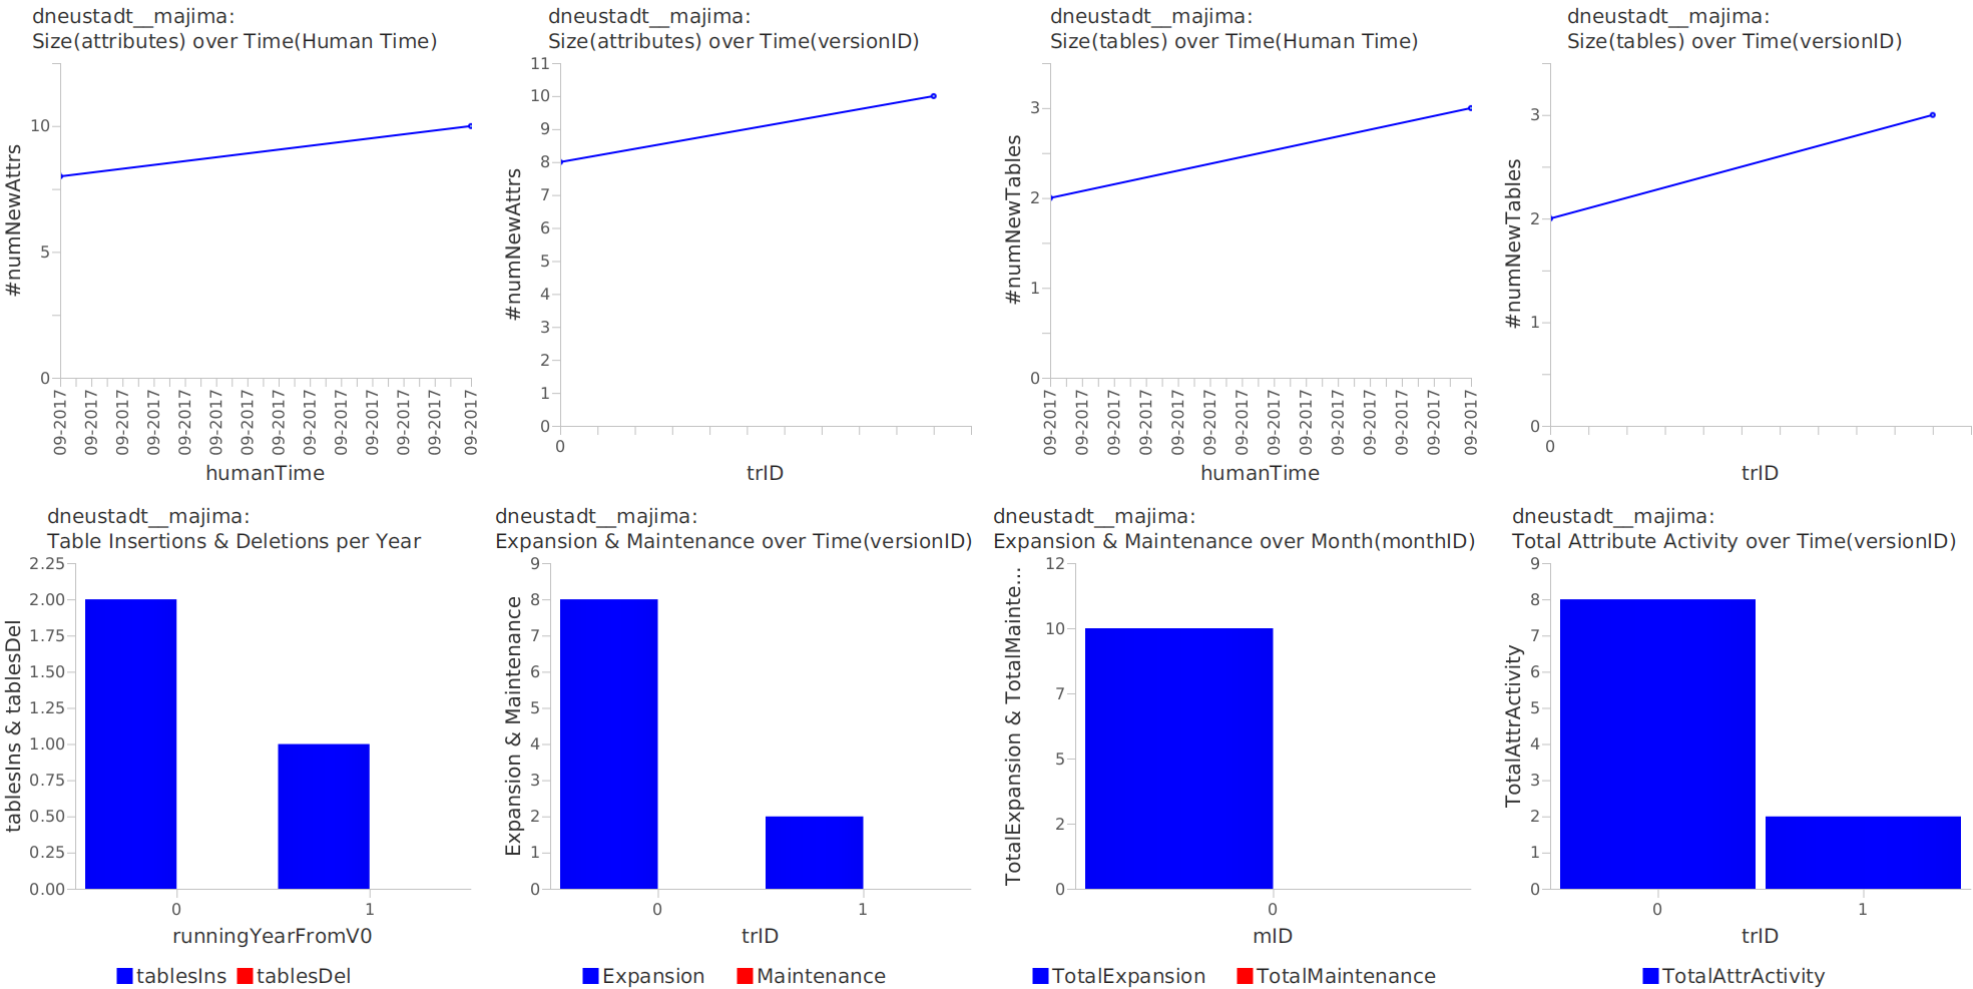 dneustadt__majima:
Size(attributes) over Time(Human Time)
#numNewAttrs
10
5
0
09-2017
09-2017
09-2017
09-2017
09-2017
09-2017
09-2017
09-2017
09-2017
09-2017
09-2017
09-2017
09-2017
09-2017
humanTime
dneustadt__majima:
Size(attributes) over Time(versionID)
#numNewAttrs
11
10
9
8
7
6
5
4
3
2
1
0
0
trID
dneustadt__majima:
Size(tables) over Time(Human Time)
#numNewTables
3
2
1
0
09-2017
09-2017
09-2017
09-2017
09-2017
09-2017
09-2017
09-2017
09-2017
09-2017
09-2017
09-2017
09-2017
09-2017
humanTime
dneustadt__majima:
Size(tables) over Time(versionID)
#numNewTables
3
2
1
0
0
trID
dneustadt__majima:
Table Insertions & Deletions per Year
tablesIns & tablesDel
2.25
2.00
1.75
1.50
1.25
1.00
0.75
0.50
0.25
0.00
0 1
runningYearFromV0
tablesIns tablesDel
dneustadt__majima:
Expansion & Maintenance over Time(versionID)
Expansion & Maintenance
9
8
7
6
5
4
3
2
1
0
0 1
trID
Expansion Maintenance
dneustadt__majima:
Expansion & Maintenance over Month(monthID)
TotalExpansion & TotalMainte...
12
10
7
5
2
0
0
mID
TotalExpansion TotalMaintenance
dneustadt__majima:
Total Attribute Activity over Time(versionID)
TotalAttrActivity
9
8
7
6
5
4
3
2
1
0
0 1
trID
TotalAttrActivity